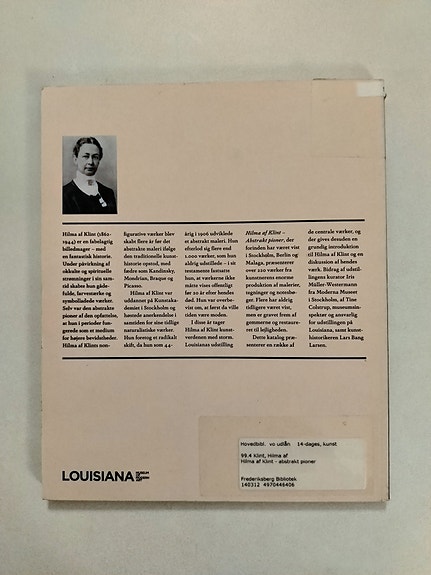 Hilma af Klint (1862-
1944) er en fabelagtig
billedmager – med
en fantastisk historie.
Under påvirkning af
okkulte og spirituelle
strømninger i sin sam-
tid skabte hun gåde-
fulde, farvestærke og
symbolladede værker.
Selv var den abstrakte
pioner af den opfattelse,
at hun i perioder fun-
gerede som et medium
for højere bevidstheder.
Hilma af Klints non-
figurative værker blev
skabt flere år før det
abstrakte maleri ifølge
den traditionelle kunst-
historie opstod, med
fædre som Kandinsky,
Mondrian, Braque og
Picasso.
Hilma af Klint var
uddannet på Kunstaka-
demiet i Stockholm og
høstede anerkendelse i
samtiden for sine tidlige
naturalistiske værker.
Hun foretog et radikalt
skift, da hun som 44-
årig i 1906 udviklede
et abstrakt maleri. Hun
efterlod sig flere end
1.000 værker, som hun
aldrig udstillede – i sit
testamente fastsatte
hun, at værkerne ikke
måtte vises offentligt
før 20 år efter hendes
død. Hun var overbe-
vist om, at først da ville
tiden være moden.
I disse år tager
Hilma af Klint kunst-
verdenen med storm.
Louisianas udstilling
Hilma af Klint –
Abstrakt pioner, der
forinden har været vist
i Stockholm, Berlin og
Malaga, præsenterer
over 220 værker fra
kunstnerens enorme
produktion af malerier,
tegninger og notesbø-
ger. Flere har aldrig
tidligere været vist,
men er gravet frem af
gemmerne og restaure-
ret til lejligheden.
Dette katalog præ-
senterer en række af
de centrale værker, og
der gives desuden en
grundig introduktion
til Hilma af Klint og en
diskussion af hendes
værk. Bidrag af udstil-
lingens kurator Iris
Müller-Westermann
fra Moderna Museet
i Stockholm, af Tine
Colstrup, museumsin-
spektør og ansvarlig
for udstillingen på
Louisiana, samt kunst-
historikeren Lars Bang
Larsen.
Hovedbibl. vo udlån 14-dages, kunst
99.4 Klint, Hilma af
Hilma af Klint - abstrakt pioner
Frederiksberg Bibliotek
140312 4970446406
LOUISIANA
MUSEUM
OF
MODERN
ART